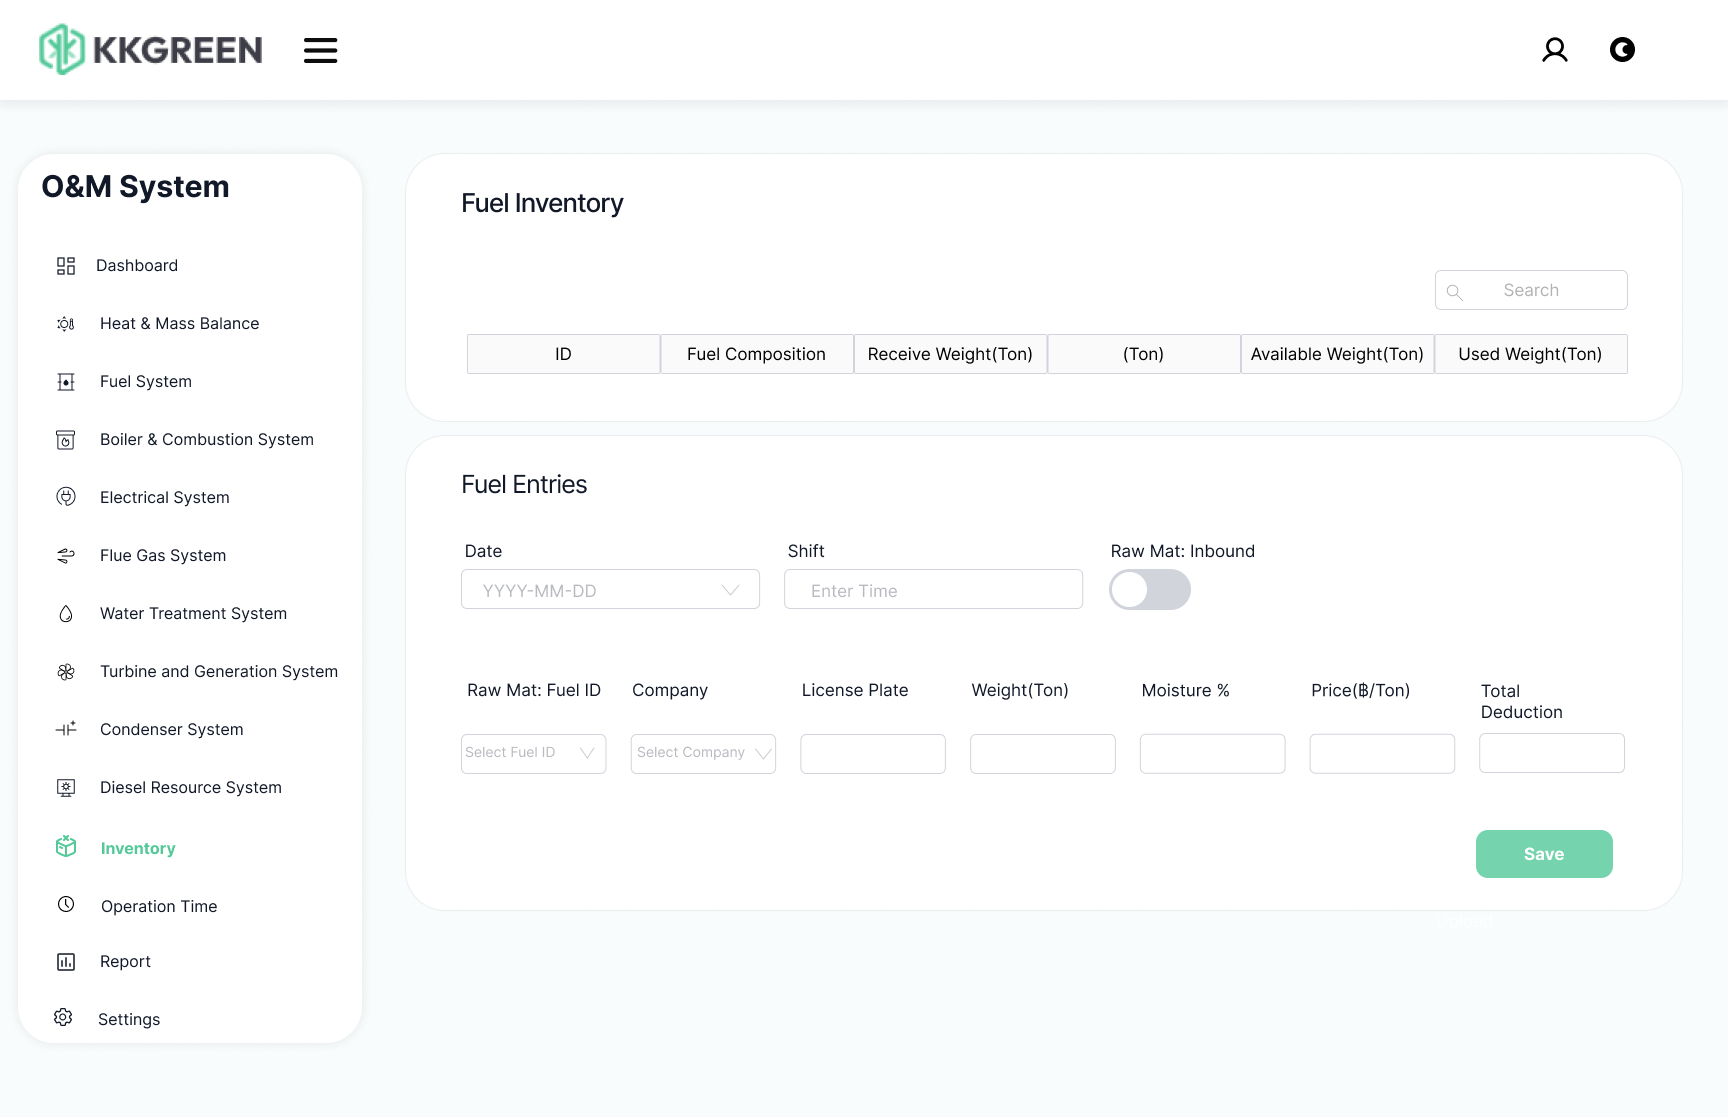 KKGREEN
O&M System
Dashboard
Heat & Mass Balance
Fuel System
Boiler & Combustion System
Electrical System
Flue Gas System
Water Treatment System
Turbine and Generation System
Condenser System
Diesel Resource System
Inventory
Operation Time
Report
Settings
Fuel Inventory
Search
ID Fuel Composition Receive Weight(Ton) (Ton) Available Weight(Ton) Used Weight(Ton)
Fuel Entries
Date Shift Raw Mat: Inbound
YYYY-MM-DD Enter Time
Raw Mat: Fuel ID Company License Plate Weight(Ton) Moisture % Price(฿/Ton) Total
Deduction
Select Fuel ID Select Company
Save